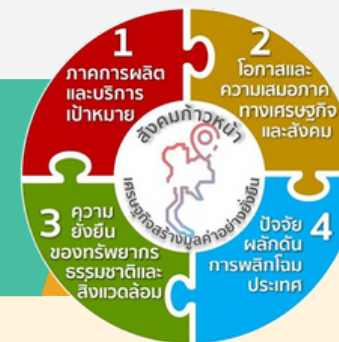 1
ภาคการผลิต
และบริการ
เป้าหมาย
2
โอกาสและ
ความเสมอภาค
ทางเศรษฐกิจ
และสังคม
สังคมก้าวหน้า
เศรษฐกิจสร้างมูลค่าอย่างยั่งยืน
3 ความ
ยั่งยืน
ของทรัพยากร
ธรรมชาติและ
สิ่งแวดล้อม
ปัจจัย 4
ผลักดัน
การพลิกโฉม
ประเทศ